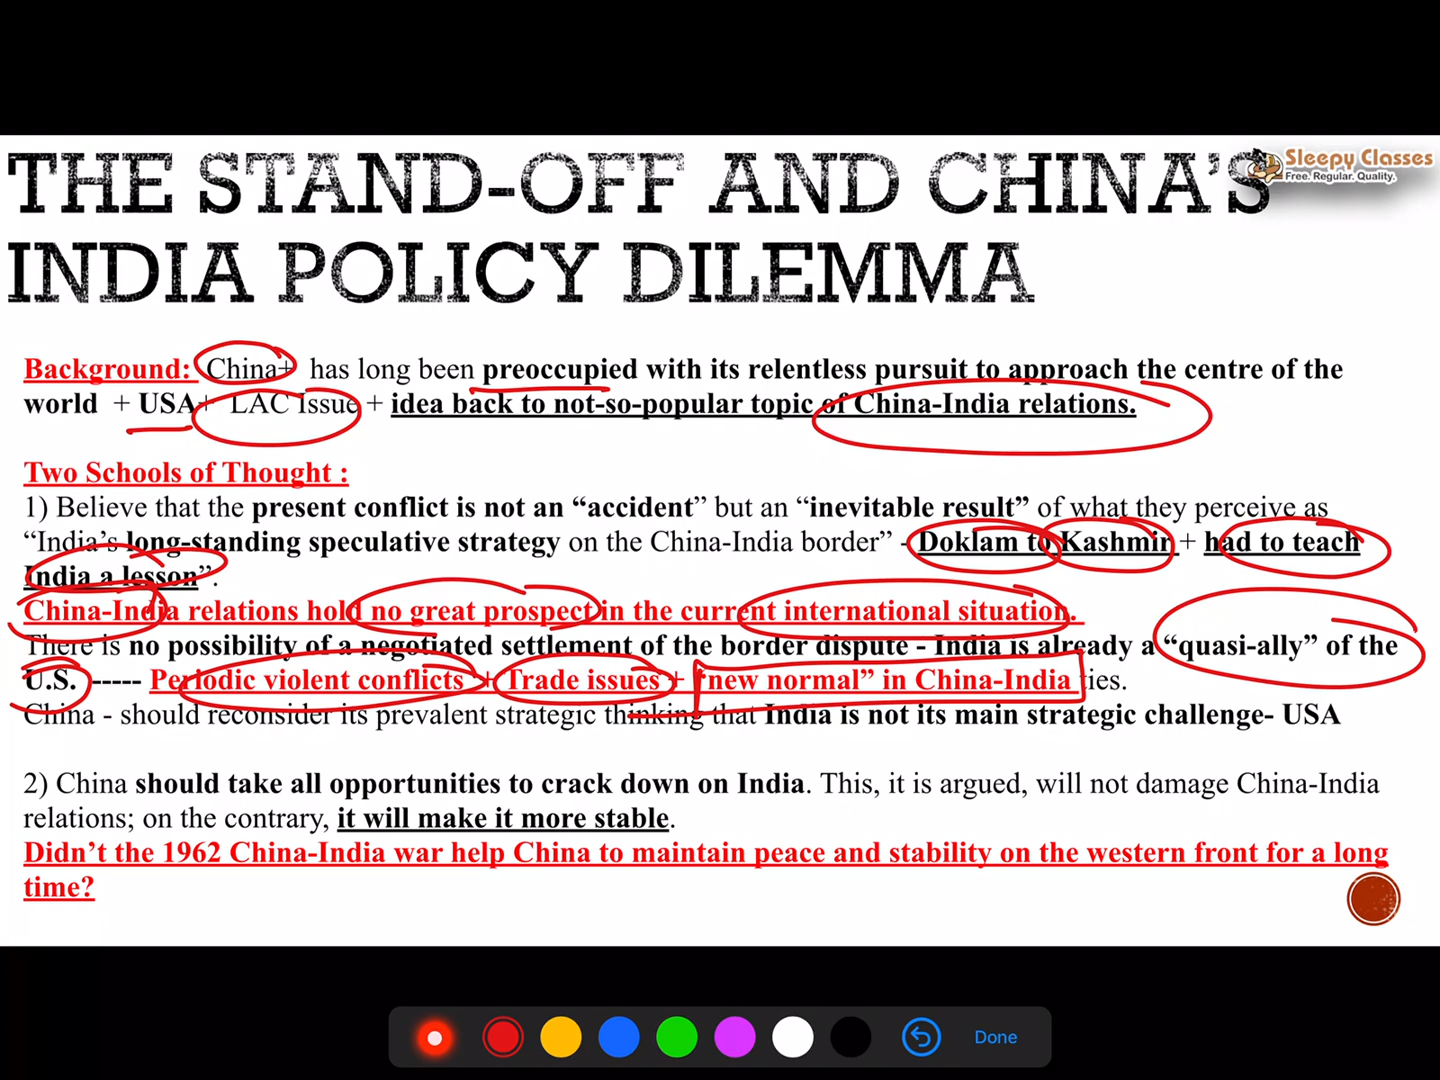 THE STAND-OFF AND CHINA'S
Sleepy Classes
Free. Regular. Quality.
INDIA POLICY DILEMMA
Background: China+ has long been preoccupied with its relentless pursuit to approach the centre of the
world + USA+ LAC Issue + idea back to not-so-popular topic of China-India relations.
Two Schools of Thought :
1) Believe that the present conflict is not an “accident” but an “inevitable result” of what they perceive as
“India’s long-standing speculative strategy on the China-India border” - Doklam to Kashmir + had to teach
India a lesson”.
China-India relations hold no great prospect in the current international situation.
There is no possibility of a negotiated settlement of the border dispute - India is already a “quasi-ally” of the
U.S. ----- Periodic violent conflicts + Trade issues + “new normal” in China-India ties.
China - should reconsider its prevalent strategic thinking that India is not its main strategic challenge- USA
2) China should take all opportunities to crack down on India. This, it is argued, will not damage China-India
relations; on the contrary, it will make it more stable.
Didn’t the 1962 China-India war help China to maintain peace and stability on the western front for a long
time?
Done